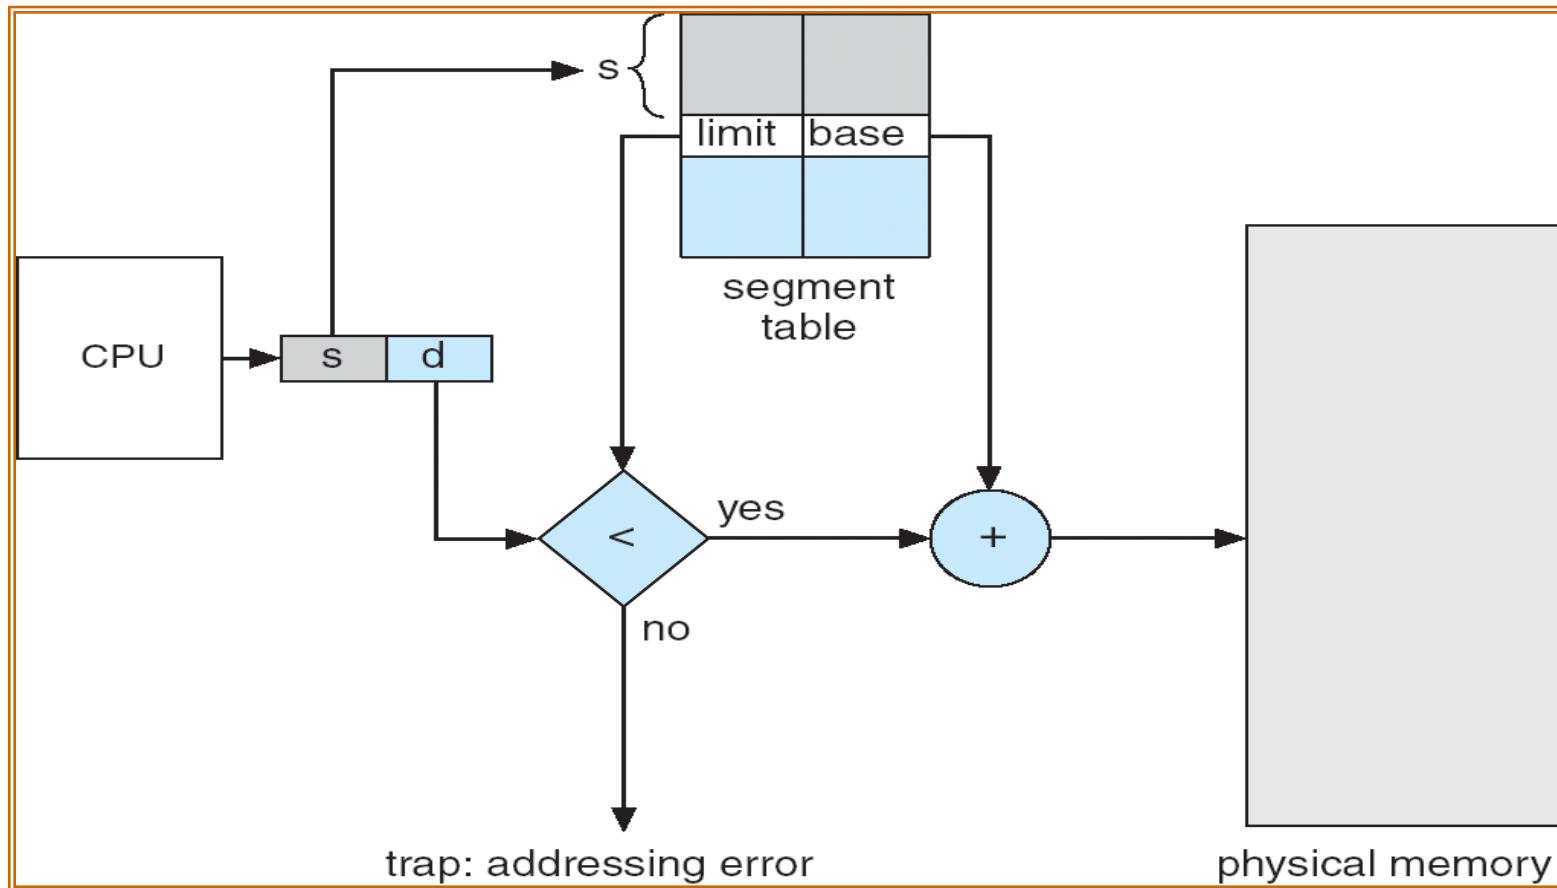 s
limit base
segment
table
CPU
s d
yes
<
+
no
trap: addressing error
physical memory